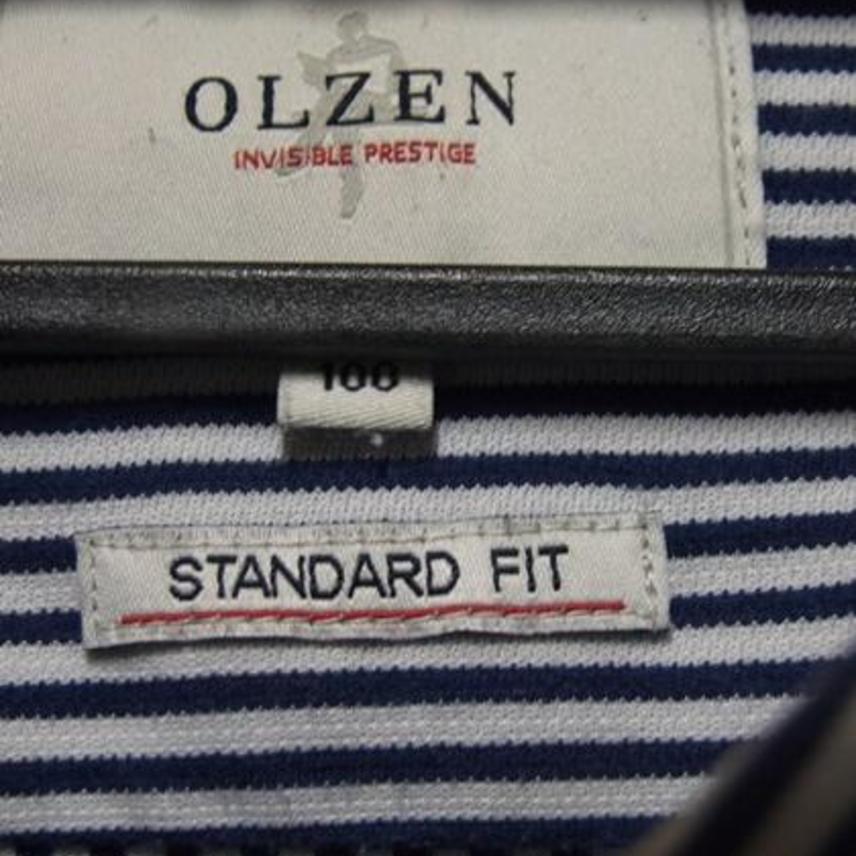 OLZEN
INVISIBLE PRESTIGE
100
STANDARD FIT